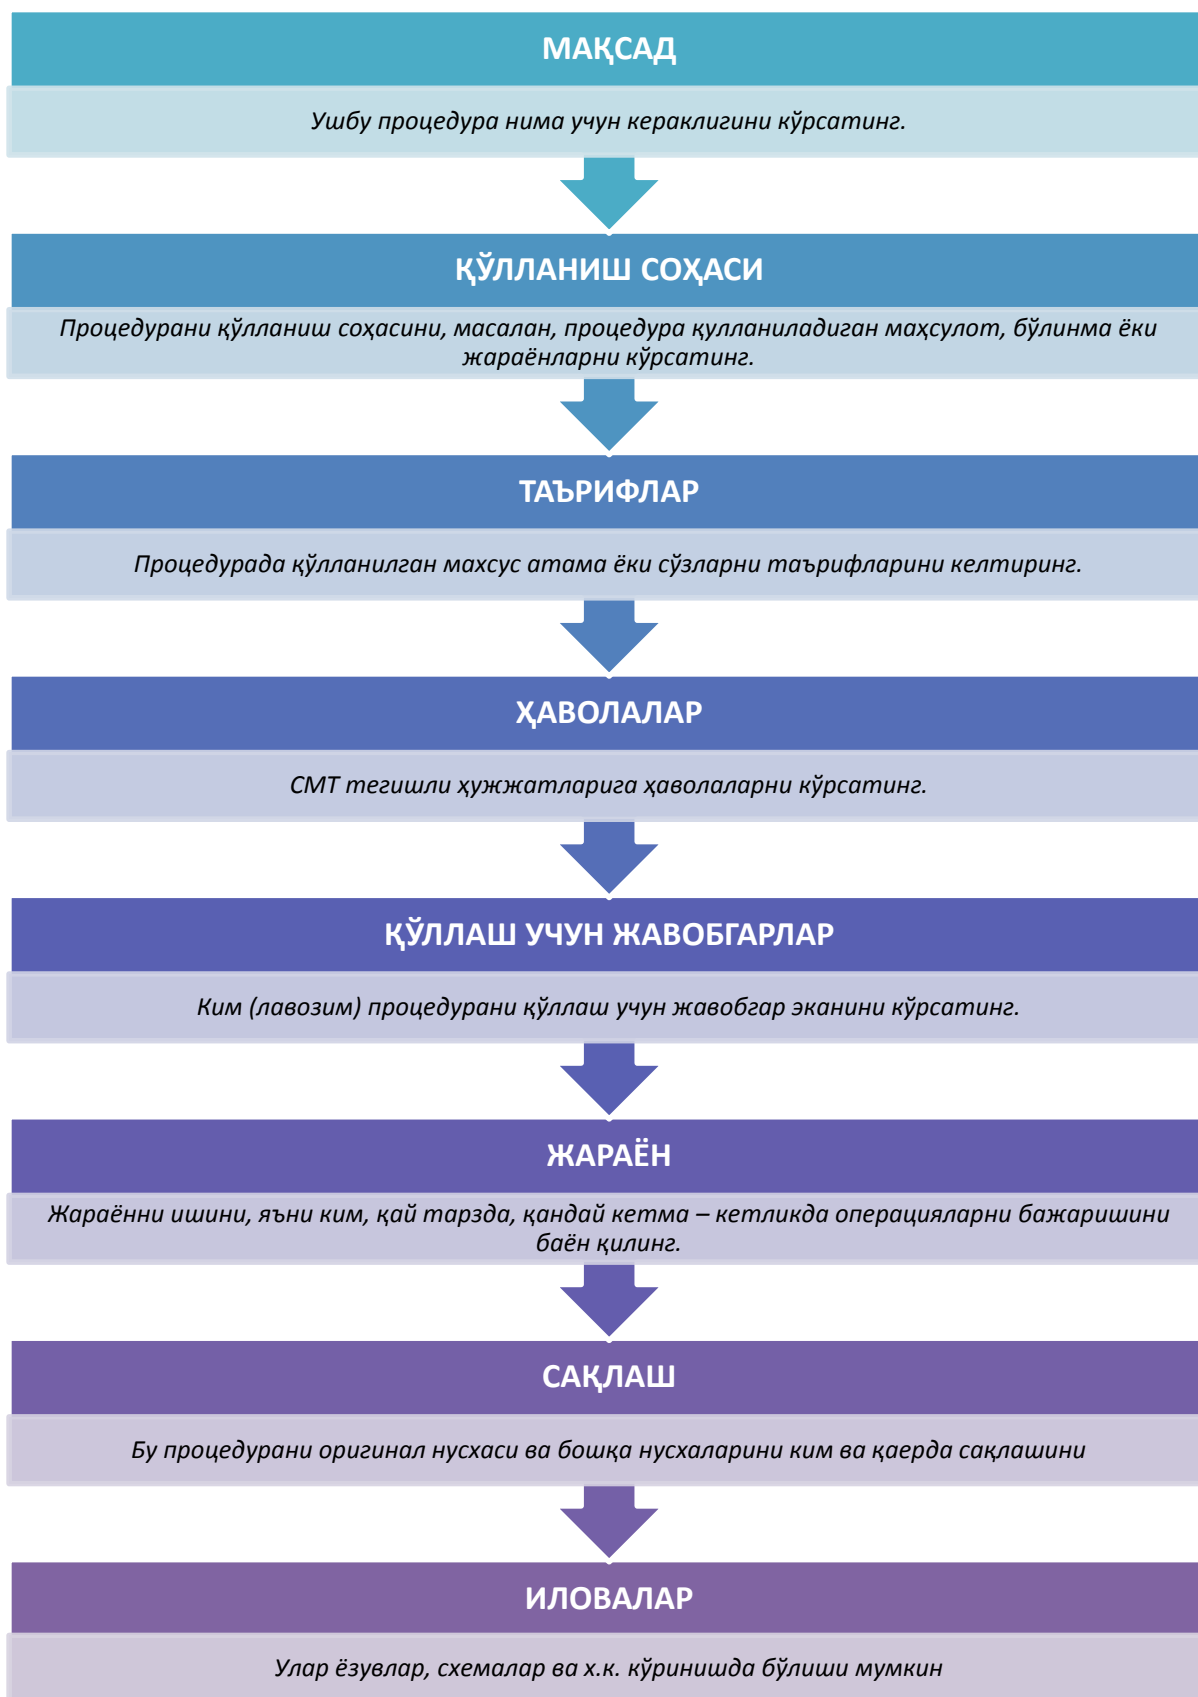 МАҚСАД
Ушбу процедура нима учун кераклигини кўрсатинг.
ҚЎЛЛАНИШ СОҲАСИ
Процедурани қўлланиш соҳасини, масалан, процедура қулланиладиган маҳсулот, бўлинма ёки
жараёнларни кўрсатинг.
ТАЪРИФЛАР
Процедурада қўлланилган махсус атама ёки сўзларни таърифларини келтиринг.
ҲАВОЛАЛАР
СМТ тегишли ҳужжатларига ҳаволаларни кўрсатинг.
ҚЎЛЛАШ УЧУН ЖАВОБГАРЛАР
Ким (лавозим) процедурани қўллаш учун жавобгар эканини кўрсатинг.
ЖАРАЁН
Жараённи ишини, яъни ким, қай тарзда, қандай кетма – кетликда операцияларни бажаришини
баён қилинг.
САҚЛАШ
Бу процедурани оригинал нусхаси ва бошқа нусхаларини ким ва қаерда сақлашини
ИЛОВАЛАР
Улар ёзувлар, схемалар ва х.к. кўринишда бўлиши мумкин